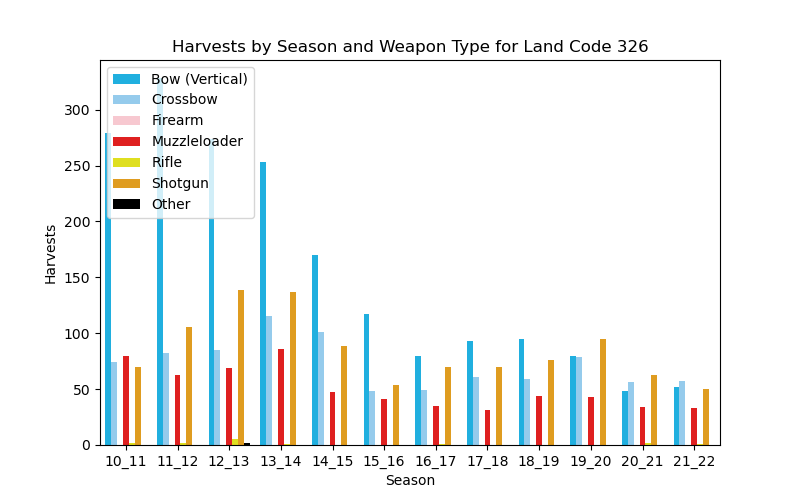 Harvests by Season and Weapon Type for Land Code 326
Bow (Vertical)
Crossbow
Firearm
Muzzleloader
Rifle
Shotgun
Other
Harvests
300
250
200
150
100
50
0
10_11 11_12 12_13 13_14 14_15 15_16 16_17 17_18 18_19 19_20 20_21 21_22
Season